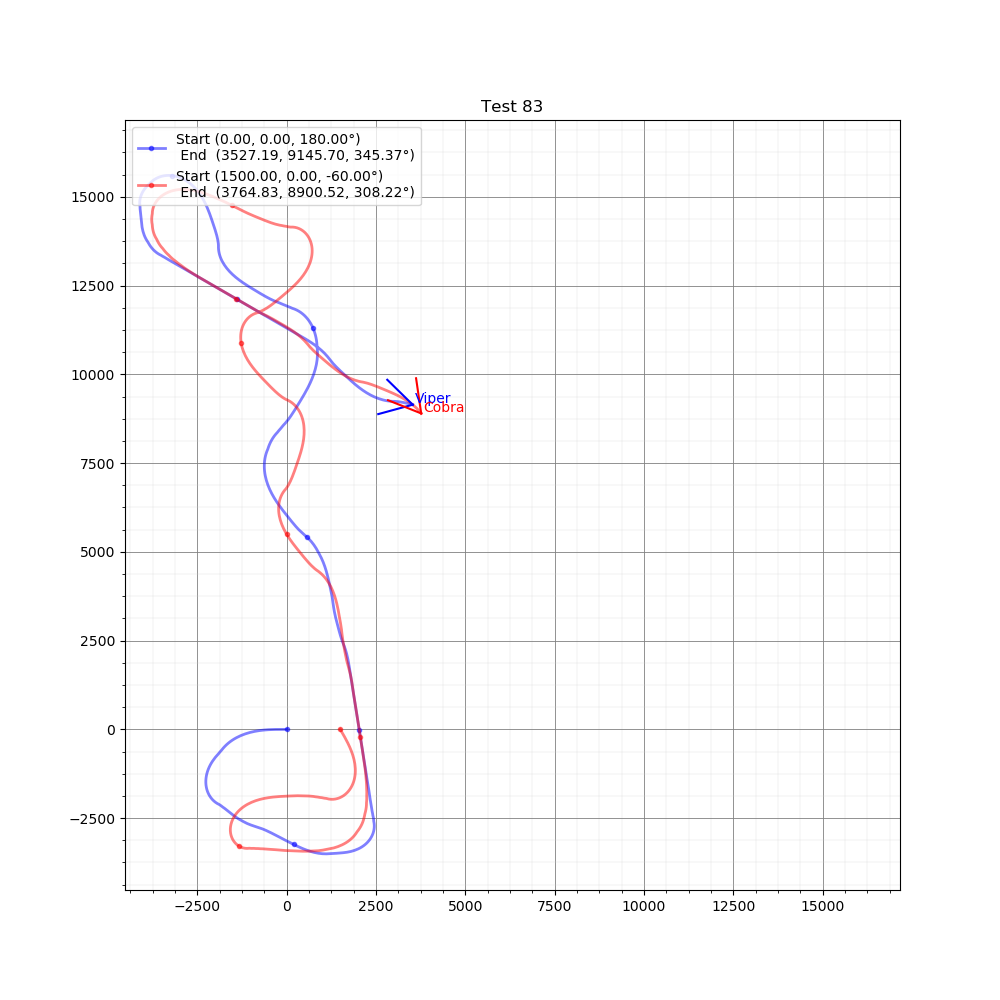 Test 83
Start (0.00, 0.00, 180.00°)
End (3527.19, 9145.70, 345.37°)
Start (1500.00, 0.00, -60.00°)
End (3764.83, 8900.52, 308.22°)
15000
12500
10000
7500
5000
2500
0
−2500
Viper
Cobra
−2500 0 2500 5000 7500 10000 12500 15000